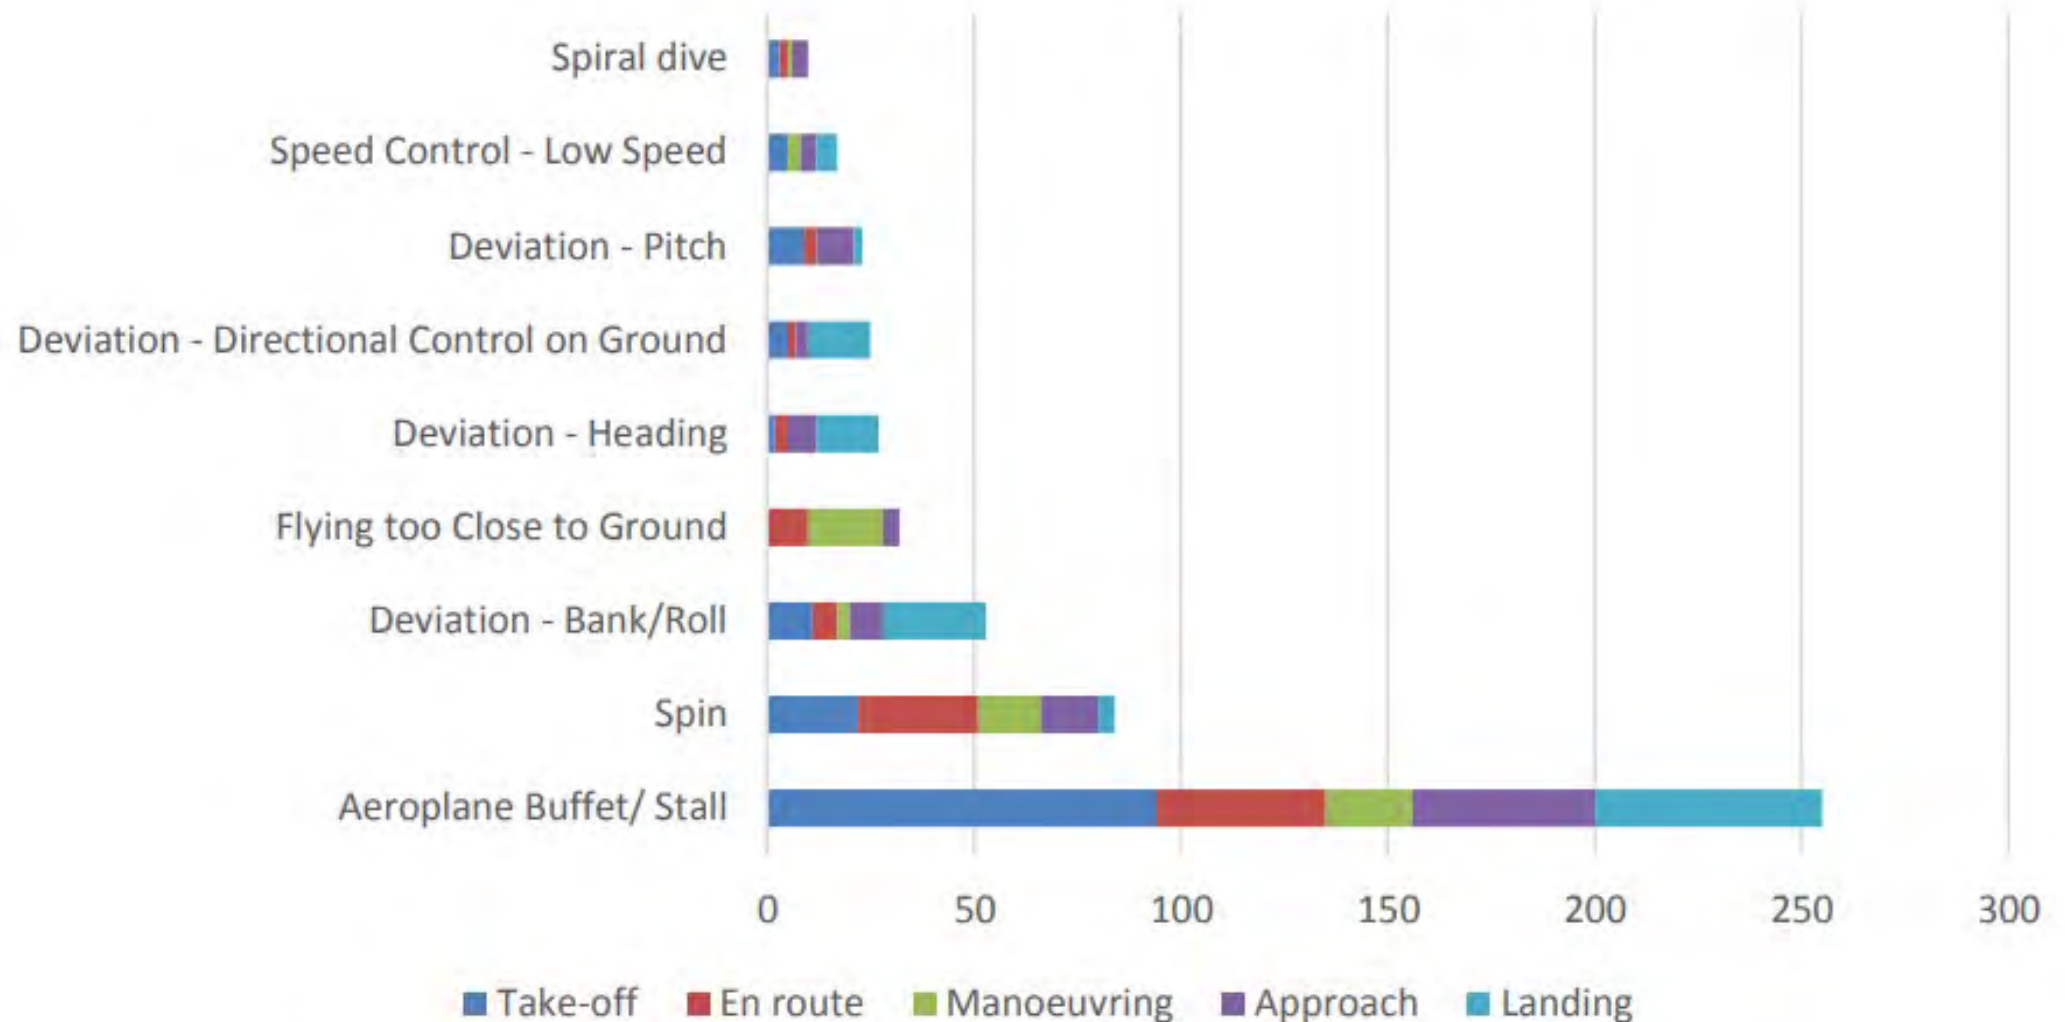 Spiral dive
Speed Control - Low Speed
Deviation - Pitch
Deviation - Directional Control on Ground
Deviation - Heading
Flying too Close to Ground
Deviation - Bank/Roll
Spin
Aeroplane Buffet/ Stall
0 50 100 150 200 250 300
Take-off En route Manoeuvring Approach Landing